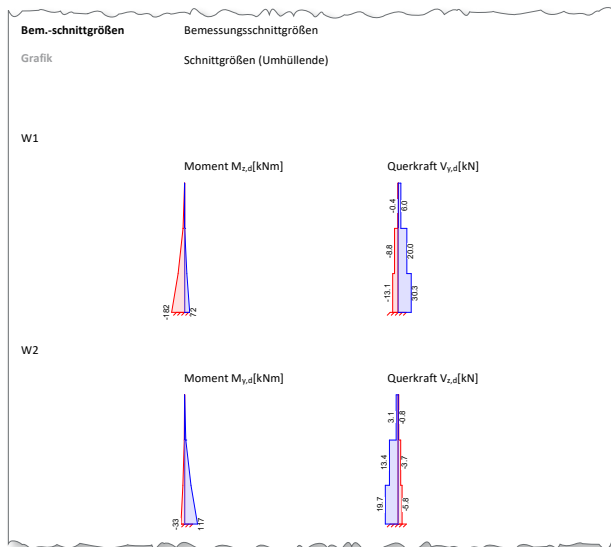 Bem.-schnittgrößen Bemessungsschnittgrößen
Grafik Schnittgrößen (Umhüllende)
W1
Moment Mz,d[kNm] Querkraft Vy,d[kN]
-0.4 6.0
-8.8 20.0
-13.1 30.3
-182 72
W2
Moment My,d[kNm] Querkraft Vz,d[kN]
3.1 -0.8
13.4 -3.7
19.7 -5.8
-33 117